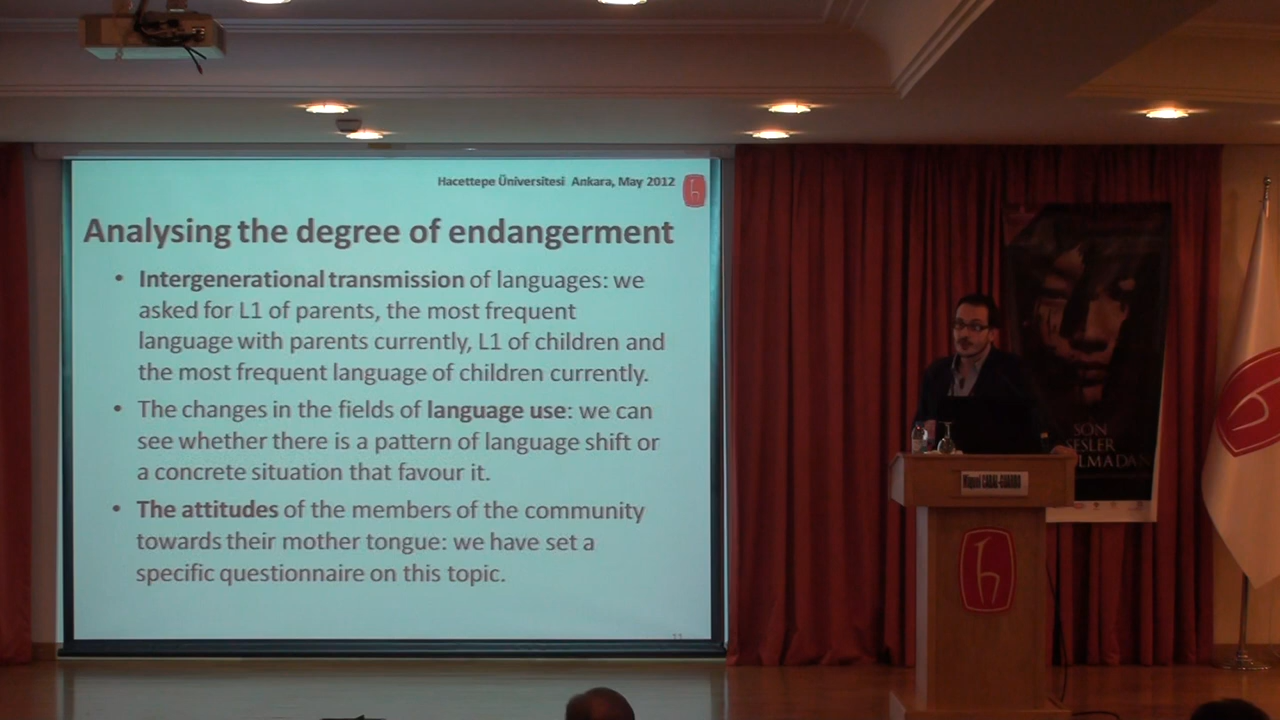 Hacettepe Üniversitesi Ankara, May 2012
Analysing the degree of endangerment
• Intergenerational transmission of languages: we
asked for L1 of parents, the most frequent
language with parents currently, L1 of children and
the most frequent language of children currently.
• The changes in the fields of language use: we can
see whether there is a pattern of language shift or
a concrete situation that favour it.
• The attitudes of the members of the community
towards their mother tongue: we have set a
specific questionnaire on this topic.
11
SON
SESLER
LMADAN
Miquel